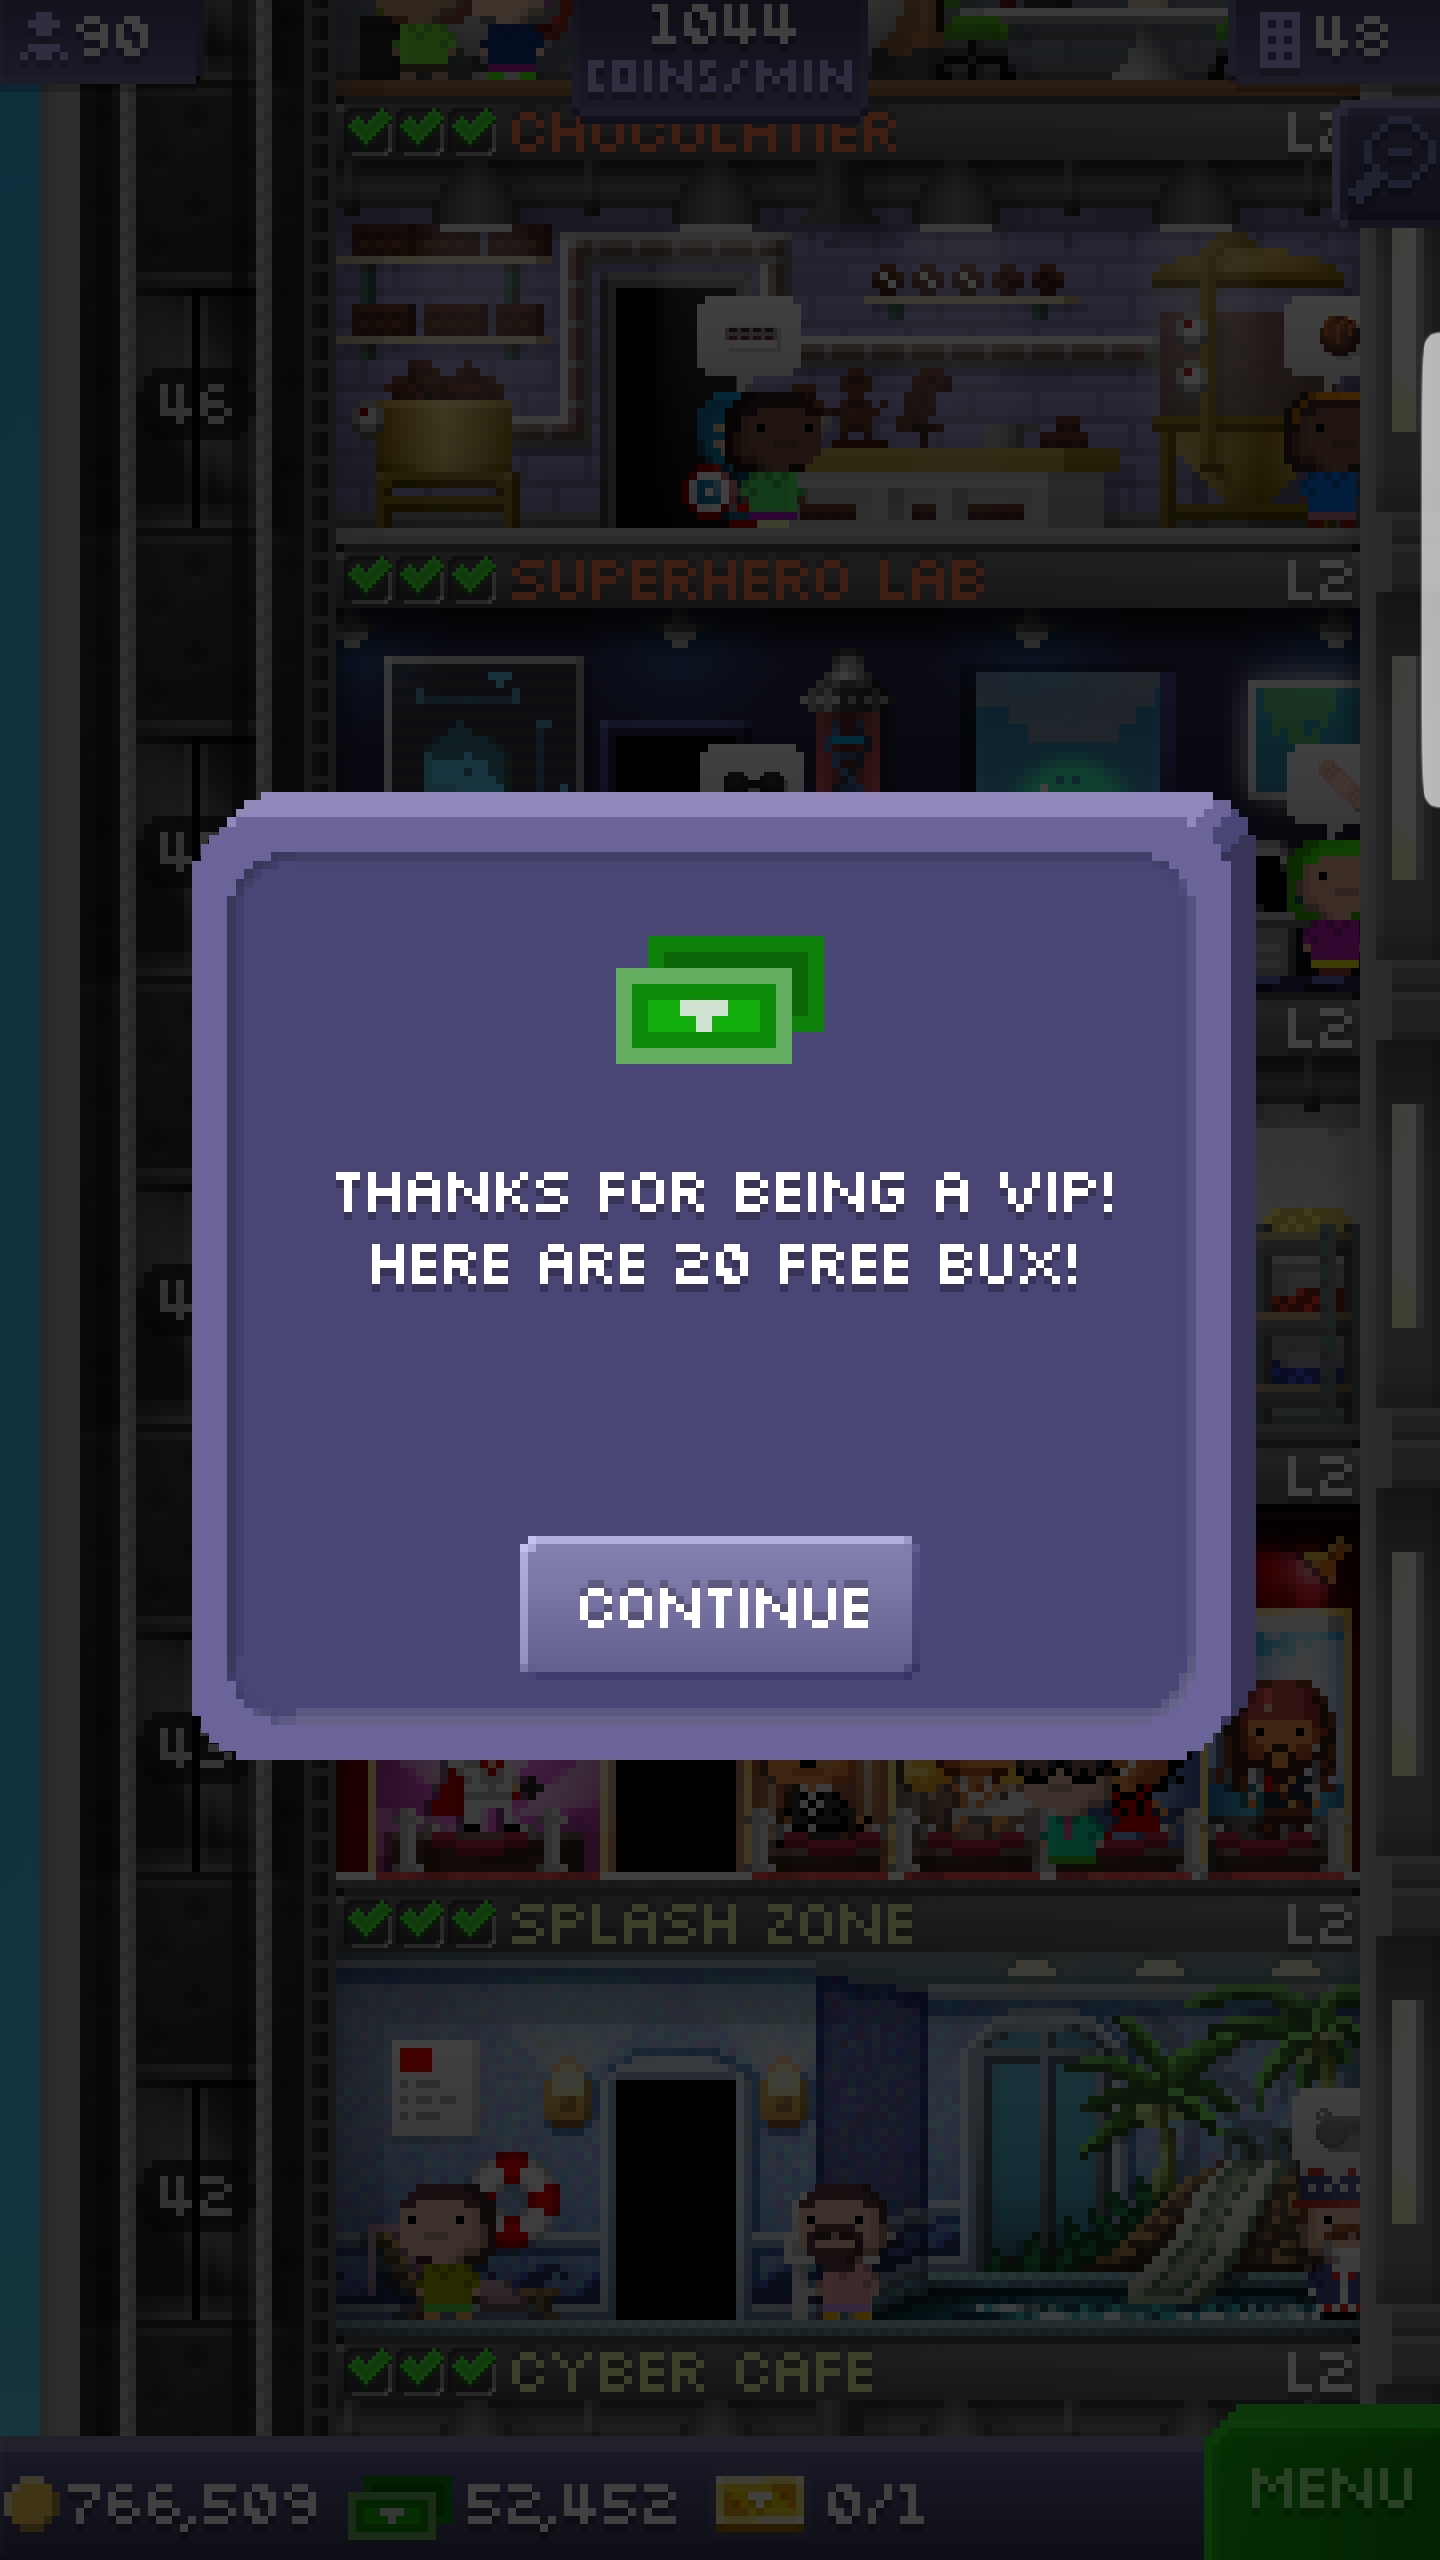 90
1044
48
COINS/MIN
CHOCOLATIER
46
SUPERHERO LAB L2
L2
THANKS FOR BEING A VIP!
HERE ARE 20 FREE BUX!
L2
CONTINUE
SPLASH ZONE L2
42
CYBER CAFE L2
766,509 52,452 0/1 MENU